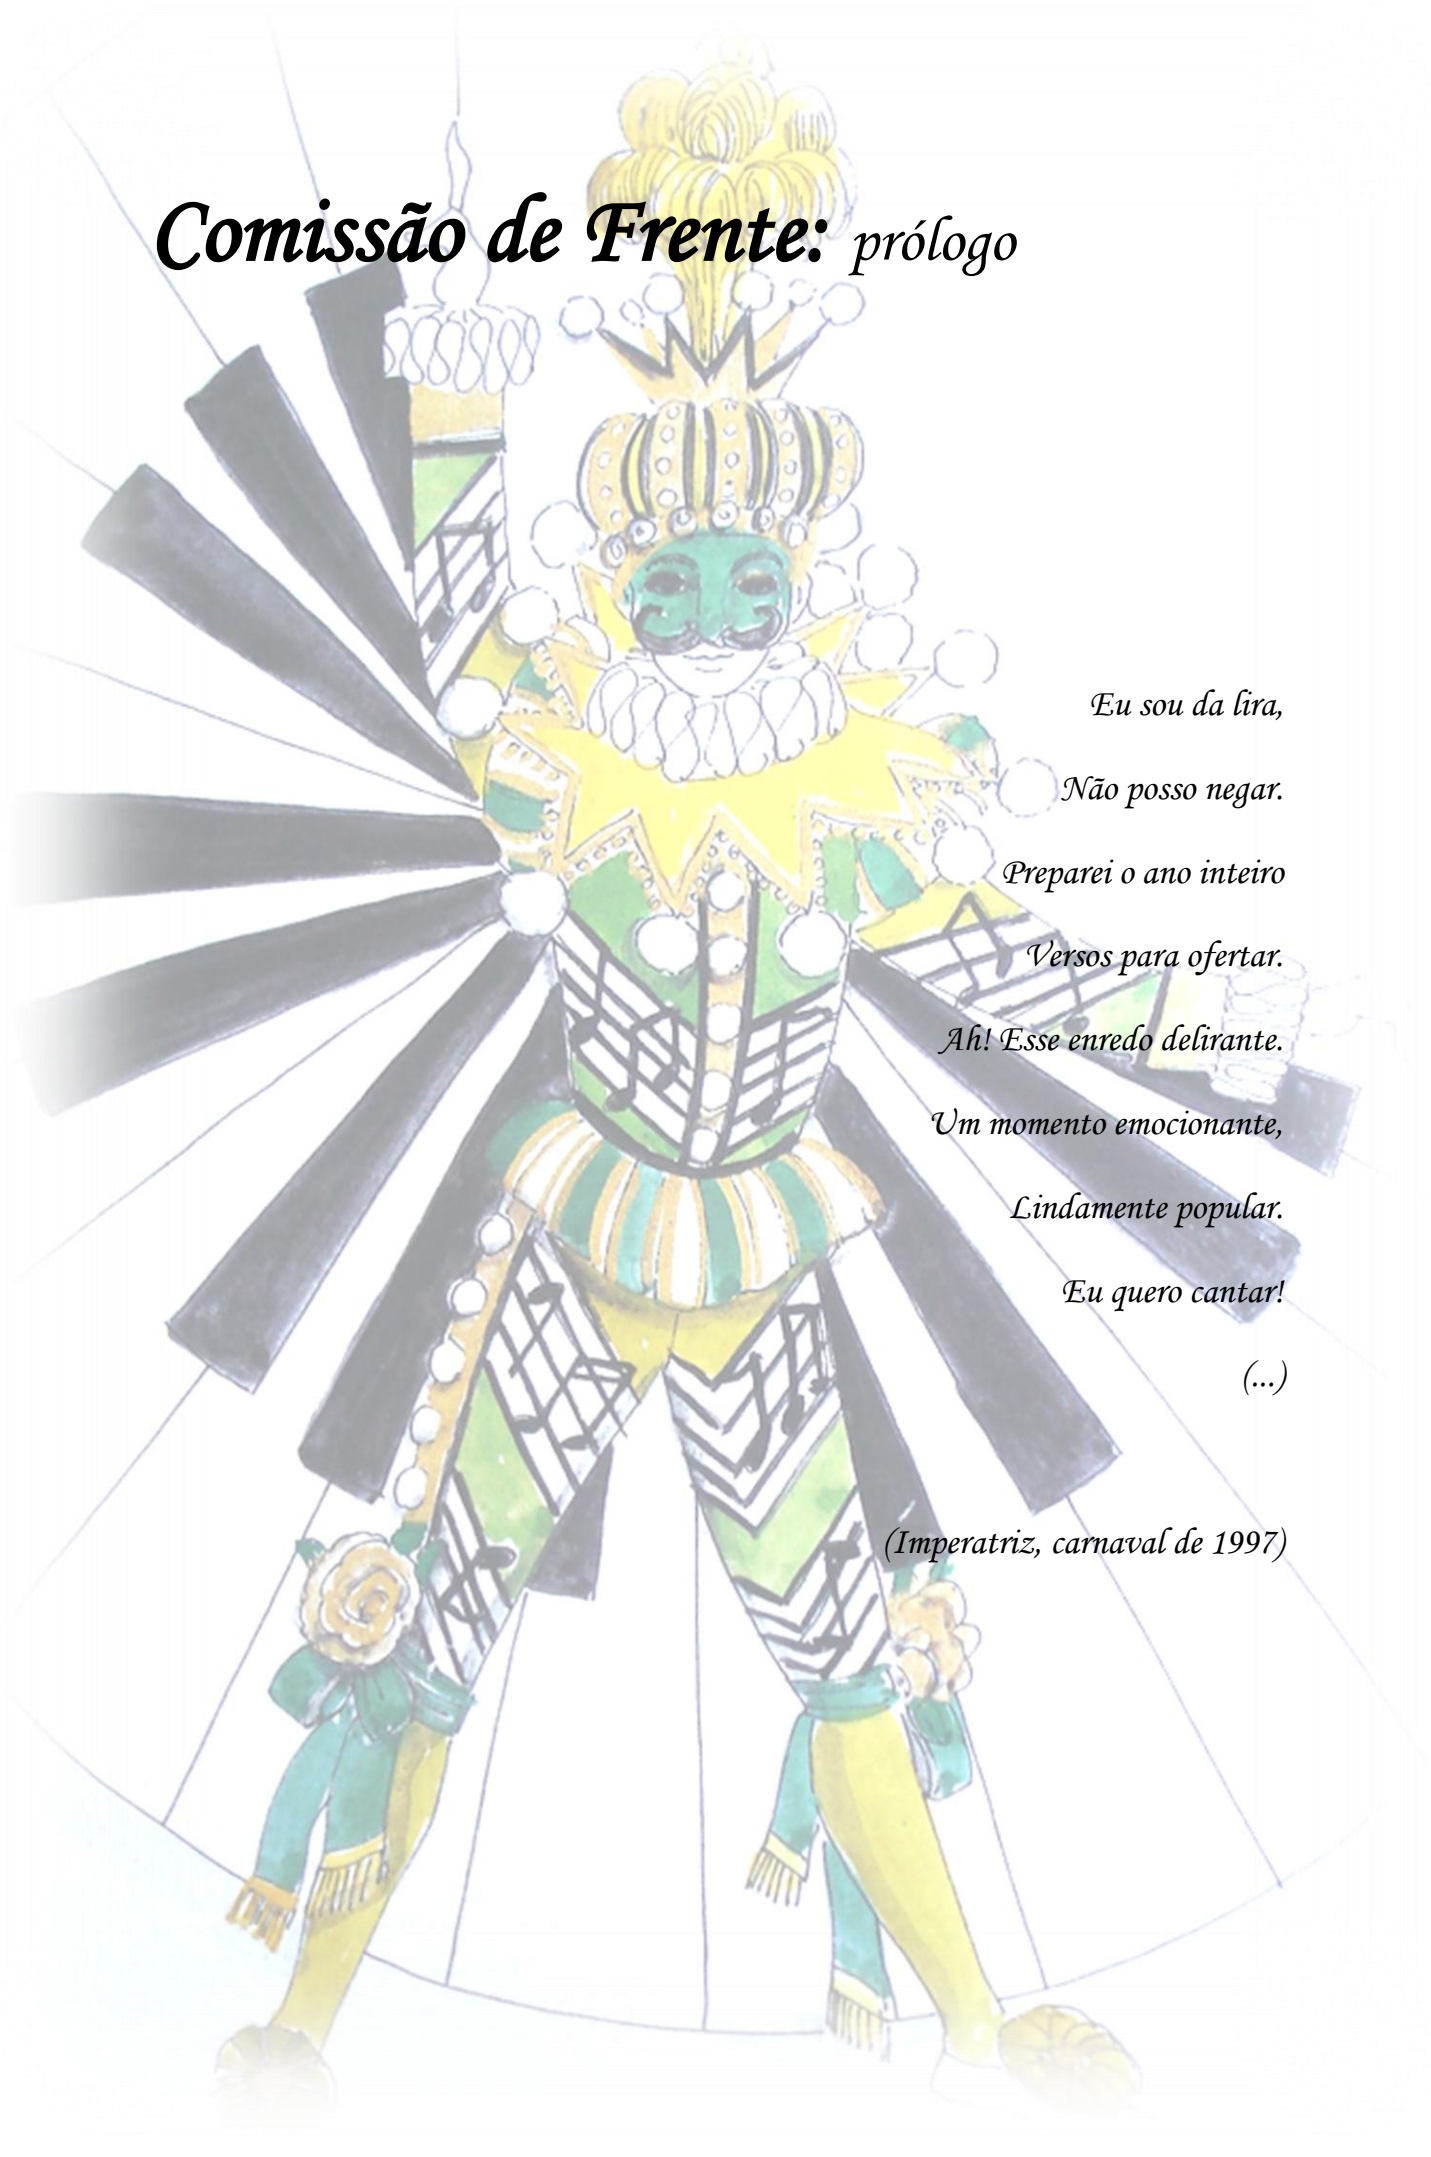 Comissão de Frente: prólogo
Eu sou da lira,
Não posso negar.
Preparei o ano inteiro
Versos para ofertar.
Ah! Esse enredo delirante.
Um momento emocionante,
Lindamente popular.
Eu quero cantar!
(...)
(Imperatriz, carnaval de 1997)